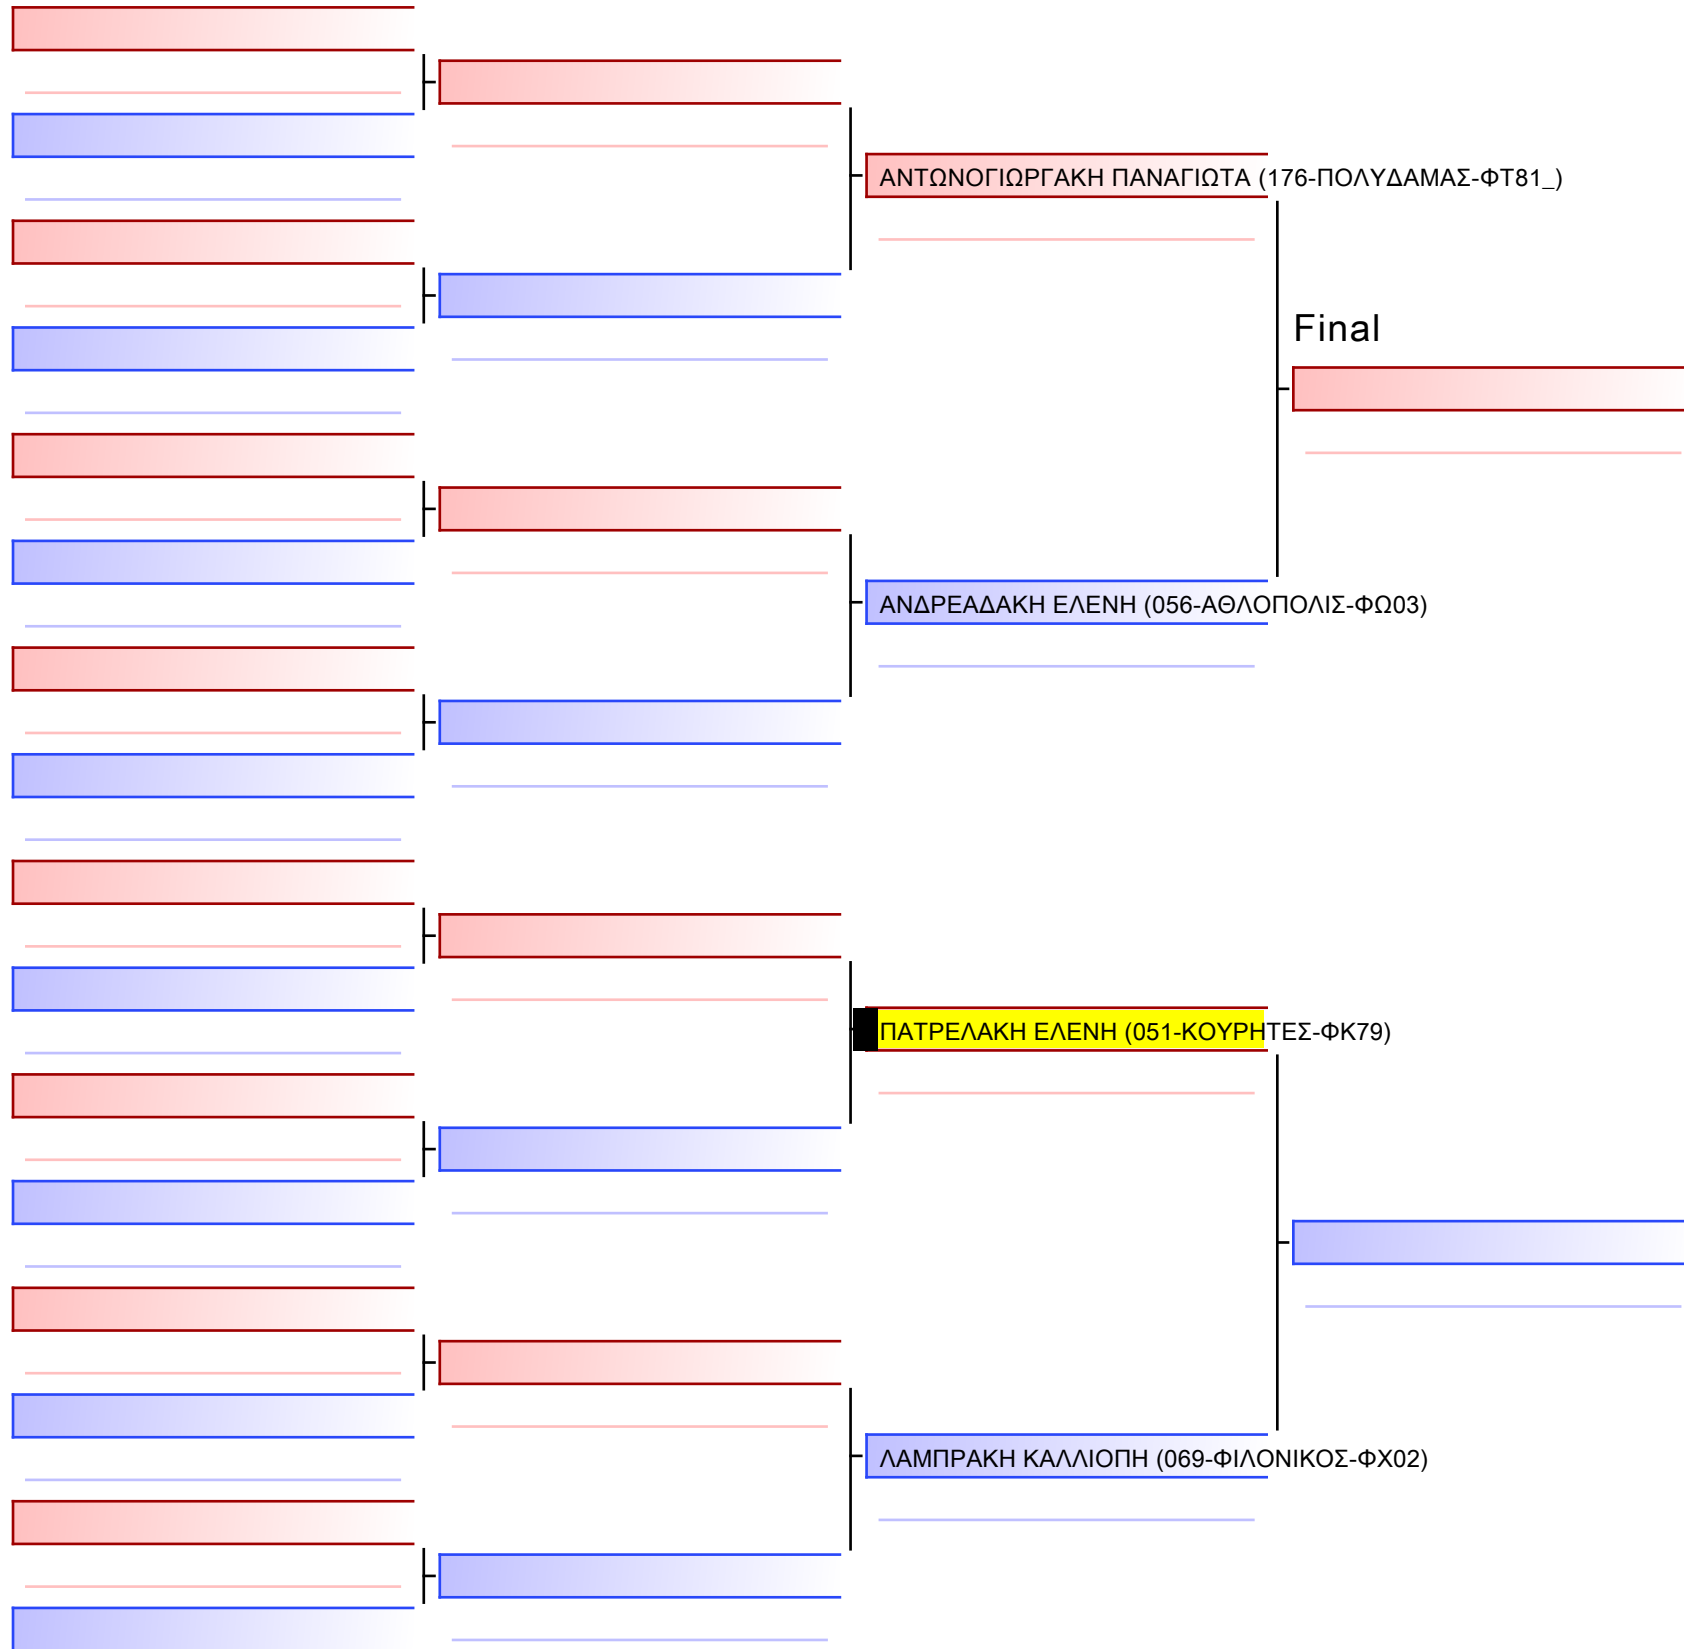 ΑΝΤΩΝΟΓΙΩΡΓΑΚΗ ΠΑΝΑΓΙΩΤΑ (176-ΠΟΛΥΔΑΜΑΣ-ΦΤ81_)
Final
ΑΝΔΡΕΑΔΑΚΗ ΕΛΕΝΗ (056-ΑΘΛΟΠΟΛΙΣ-ΦΩ03)
ΠΑΤΡΕΛΑΚΗ ΕΛΕΝΗ (051-ΚΟΥΡΗΤΕΣ-ΦΚ79)
ΛΑΜΠΡΑΚΗ ΚΑΛΛΙΟΠΗ (069-ΦΙΛΟΝΙΚΟΣ-ΦΧ02)